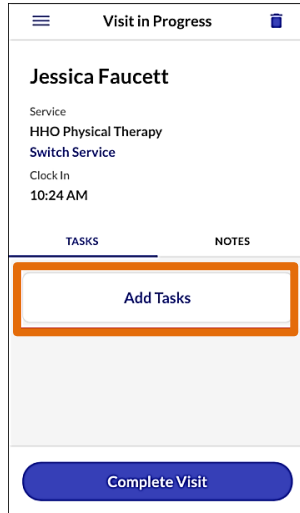 Visit in Progress
Jessica Faucett
Service
HHO Physical Therapy
Switch Service
Clock In
10:24 AM
TASKS NOTES
Add Tasks
Complete Visit